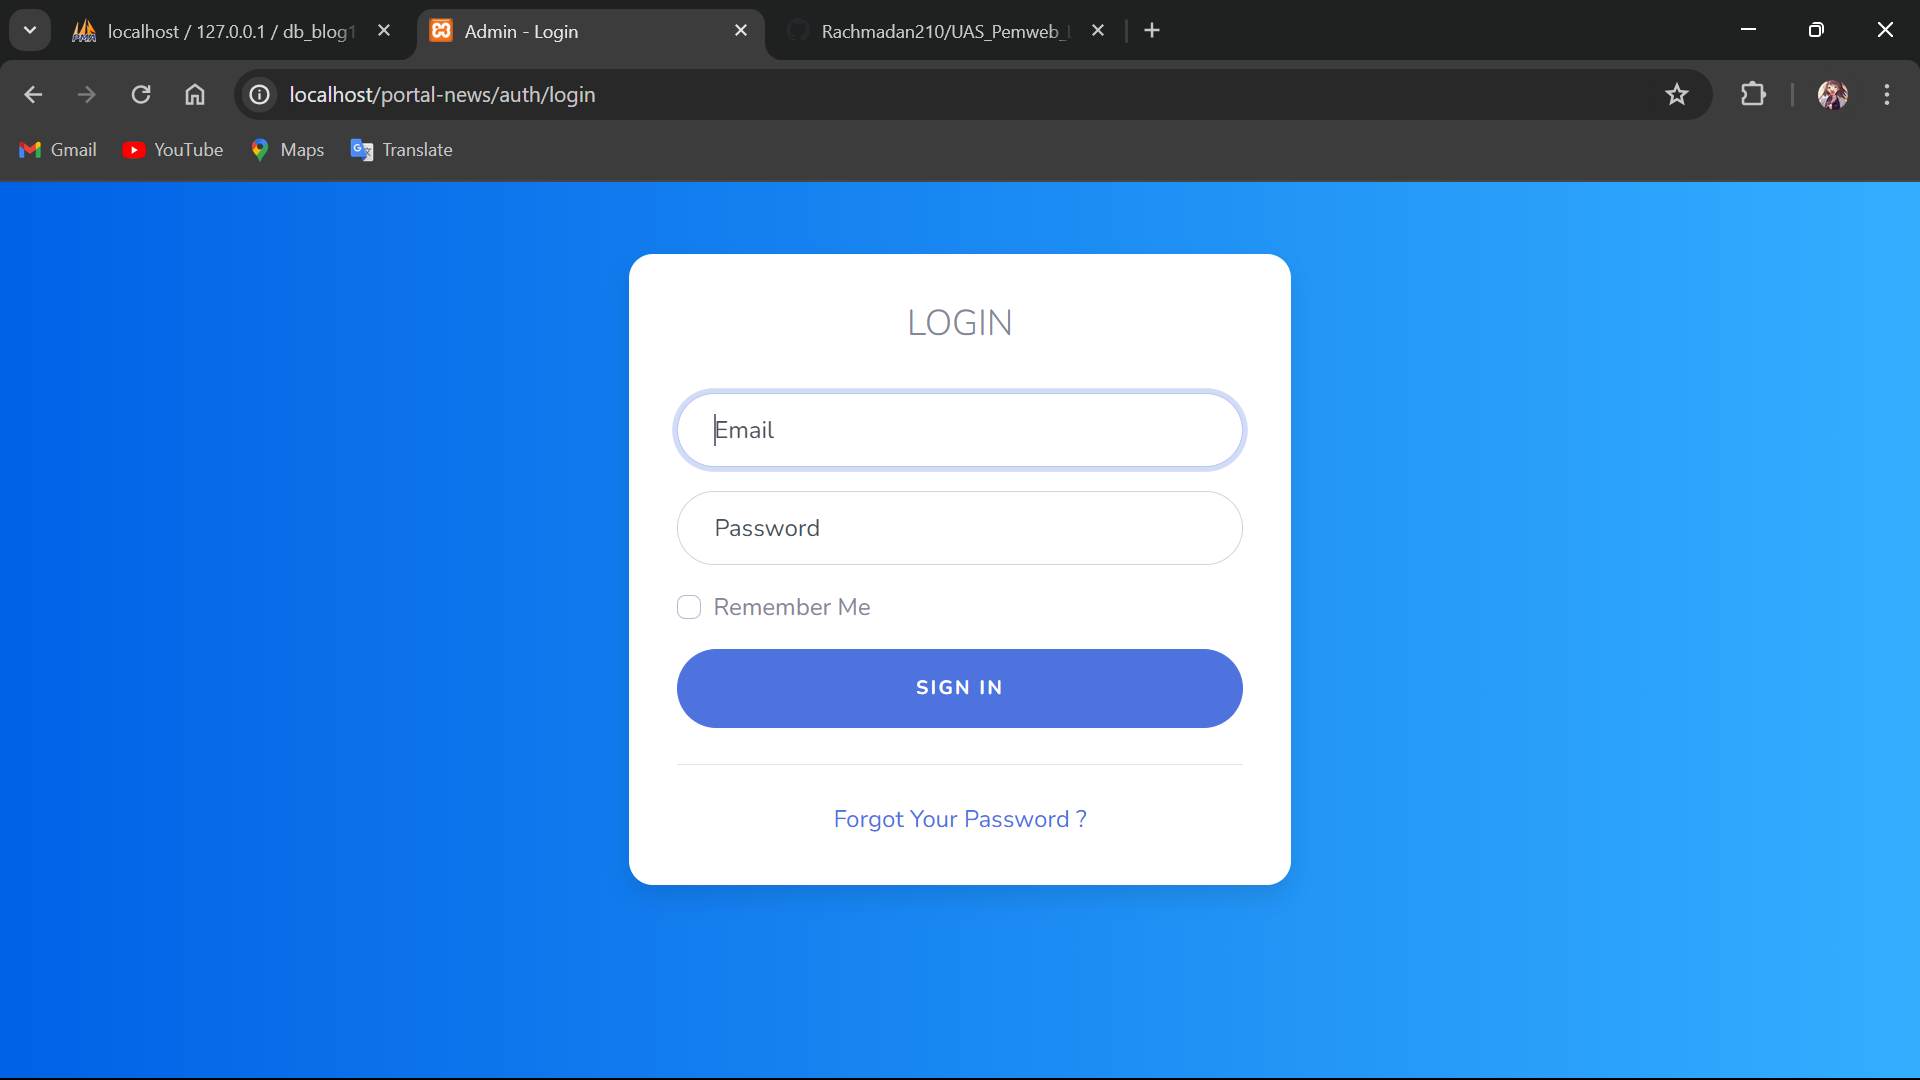 localhost / 127.0.0.1 / db_blog1
Admin - Login
Rachmadan210/UAS_Pemweb_
localhost/portal-news/auth/login
Gmail
YouTube
Maps
Translate
LOGIN
Email
Password
Remember Me
SIGN IN
Forgot Your Password ?